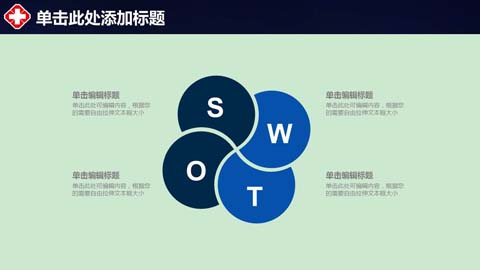 单击此处添加标题
单击编辑标题
单击此处可编辑内容，根据您
的需要自由拉伸文本框大小
单击编辑标题
单击此处可编辑内容，根据您
的需要自由拉伸文本框大小
S
W
O
T
单击编辑标题
单击此处可编辑内容，根据您
的需要自由拉伸文本框大小
单击编辑标题
单击此处可编辑内容，根据您
的需要自由拉伸文本框大小